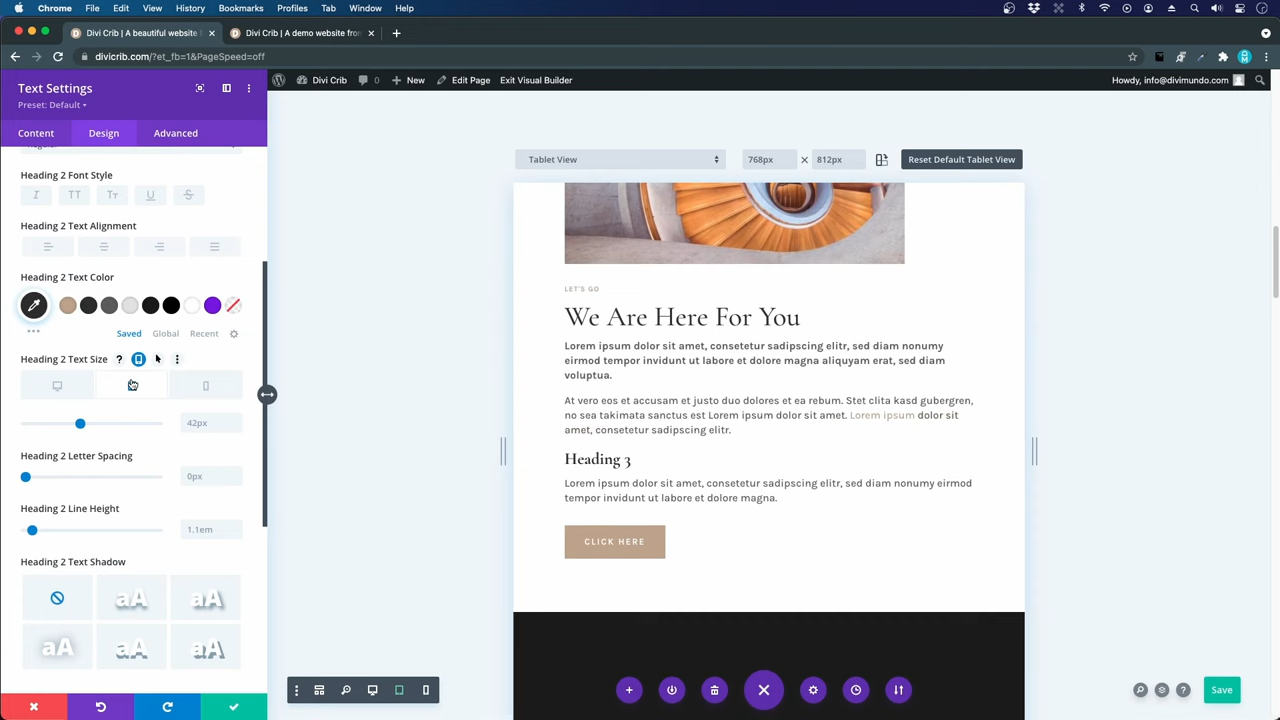 Chrome File Edit View History Bookmarks Profiles Tab Window Help
Divi Crib | A beautiful website
Divi Crib | A demo website from
divicrib.com/?et_fb=1&PageSpeed=off
Divi Crib 0 New Edit Page Exit Visual Builder
Howdy, info@divimundo.com
Text Settings
Preset: Default
Content Design Advanced
Heading 2 Font Style
I TT Tt U S
Heading 2 Text Alignment
Heading 2 Text Color
Saved Global Recent
Heading 2 Text Size ?
42px
Heading 2 Letter Spacing
0px
Heading 2 Line Height
1.1em
Heading 2 Text Shadow
aA aA
aA aA aA
Tablet View 768px × 812px Reset Default Tablet View
LET'S GO
We Are Here For You
Lorem ipsum dolor sit amet, consetetur sadipscing elitr, sed diam nonumy
eirmod tempor invidunt ut labore et dolore magna aliquyam erat, sed diam
voluptua.
At vero eos et accusam et justo duo dolores et ea rebum. Stet clita kasd gubergren,
no sea takimata sanctus est Lorem ipsum dolor sit amet. Lorem ipsum dolor sit
amet, consetetur sadipscing elitr.
Heading 3
Lorem ipsum dolor sit amet, consetetur sadipscing elitr, sed diam nonumy eirmod
tempor invidunt ut labore et dolore magna.
CLICK HERE
?
Save